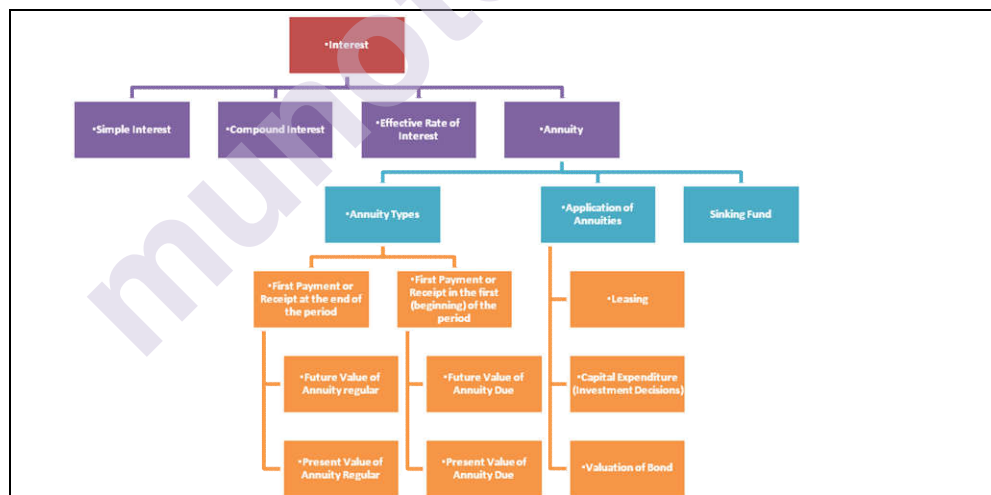 •Interest
•Simple Interest
•Compound Interest
•Effective Rate of
Interest
•Annuity
•Annuity Types
•Application of
Annuities
Sinking Fund
•First Payment or
Receipt at the end of
the period
•First Payment or
Receipt in the first
(beginning) of the
period
•Leasing
•Future Value of
Annuity regular
•Future Value of
Annuity Due
•Capital Expenditure
(Investment Decisions)
•Present Value of
Annuity Regular
•Present Value of
Annuity Due
•Valuation of Bond
munot